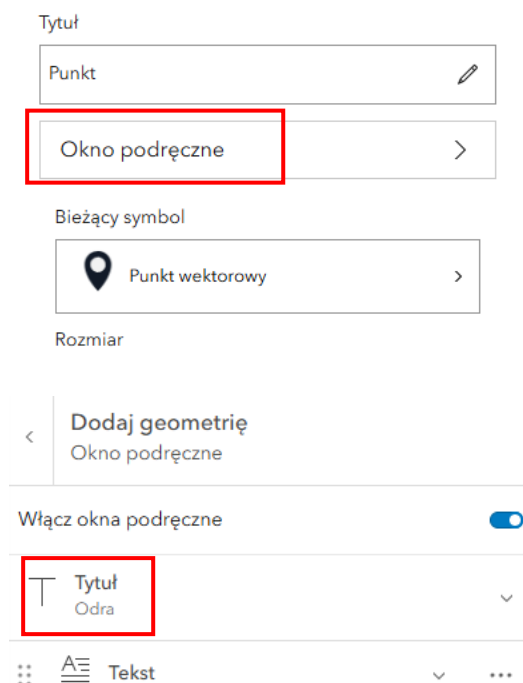 Tytuł
Punkt
Okno podręczne
Bieżący symbol
Punkt wektorowy
Rozmiar
Dodaj geometrię
Okno podręczne
Włącz okna podręczne
Tytuł
Odra
Tekst